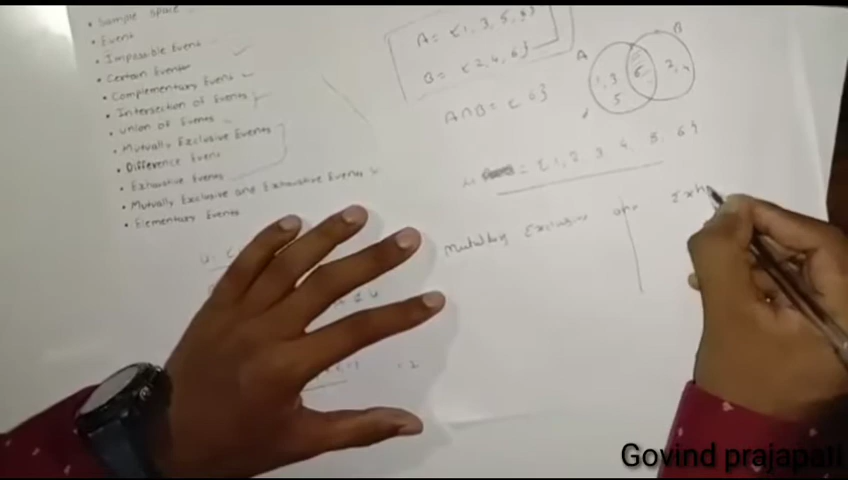 • Sample Space
• Event
• Impossible Event
• Certain Events
• Complementary Event
• Intersection of Events
• Union of Events
• Mutually Exclusive Events
• Difference Event
• Exhaustive Events
• Mutually Exclusive and Exhaustive Events
• Elementary Events
A = {1, 3, 5, 
B = {2, 4, 6}
A∩B = { 6}
A
B
1, 3
5
6
2, 4
u = {1, 2, 3, 4, 5, 6}
Exclusive
Exh
= 2
Govind prajapati